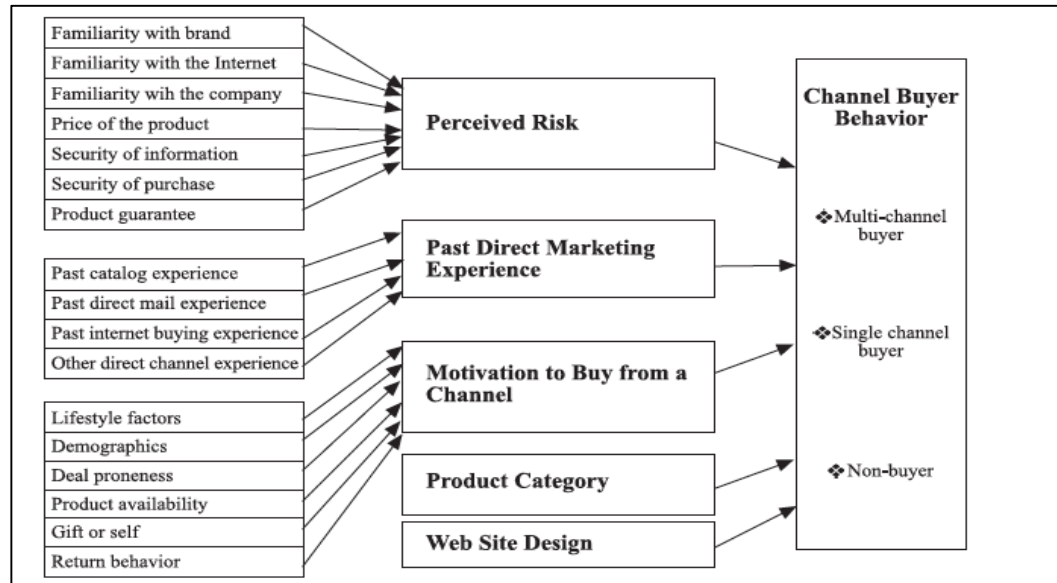 Familiarity with brand
Familiarity with the Internet
Familiarity wih the company
Price of the product
Security of information
Security of purchase
Product guarantee
Past catalog experience
Past direct mail experience
Past internet buying experience
Other direct channel experience
Lifestyle factors
Demographics
Deal proneness
Product availability
Gift or self
Return behavior
Perceived Risk
Past Direct Marketing
Experience
Motivation to Buy from a
Channel
Product Category
Web Site Design
Channel Buyer
Behavior
❖Multi-channel
buyer
❖Single channel
buyer
❖Non-buyer